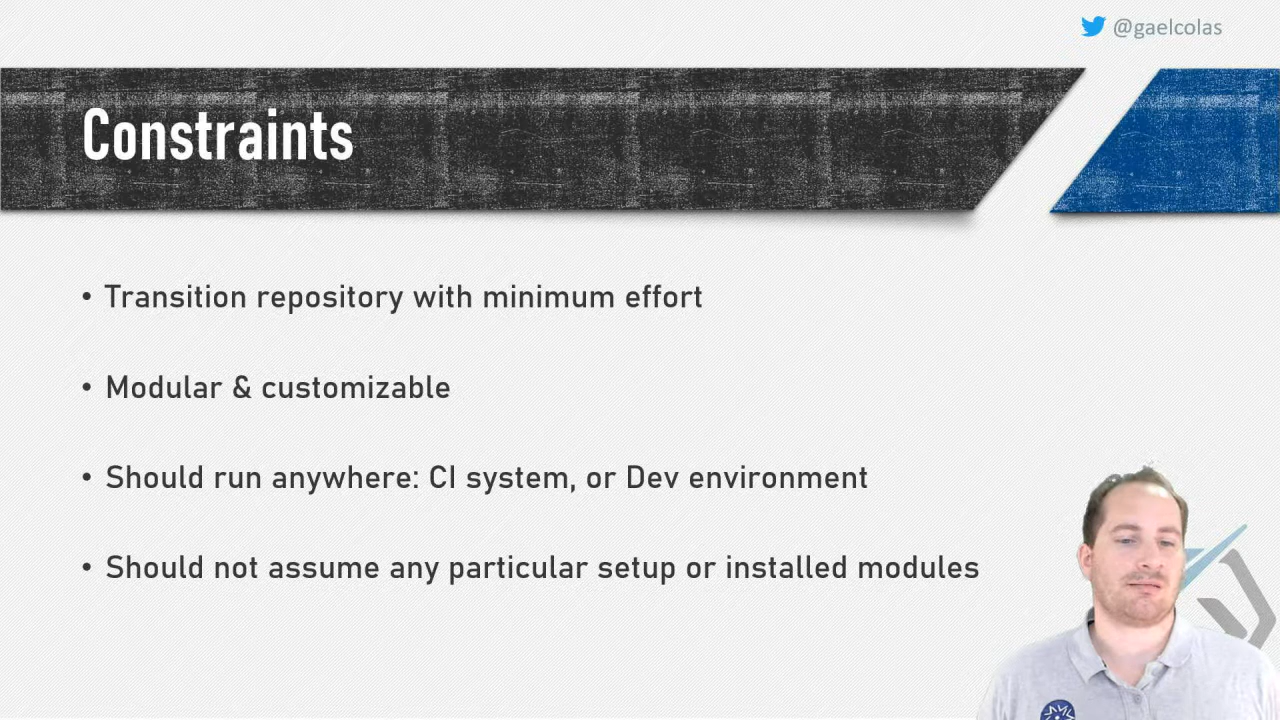 @gaelcolas
Constraints
• Transition repository with minimum effort
• Modular & customizable
• Should run anywhere: CI system, or Dev environment
• Should not assume any particular setup or installed modules